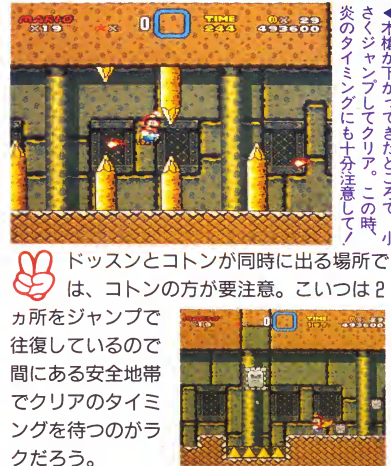 MARIO
×19
0
TIME
244
× 29
493600
◀木槍が下がってきたところで、小
さくジャンプしてクリア。この時、
炎のタイミングにも十分注意して！
ドッスンとコトンが同時に出る場所で
は、コトンの方が要注意。こいつは2
ヵ所をジャンプで
往復しているので
間にある安全地帯
でクリアのタイミ
ングを待つのがラ
クだろう。
×19
0
TIME
493600